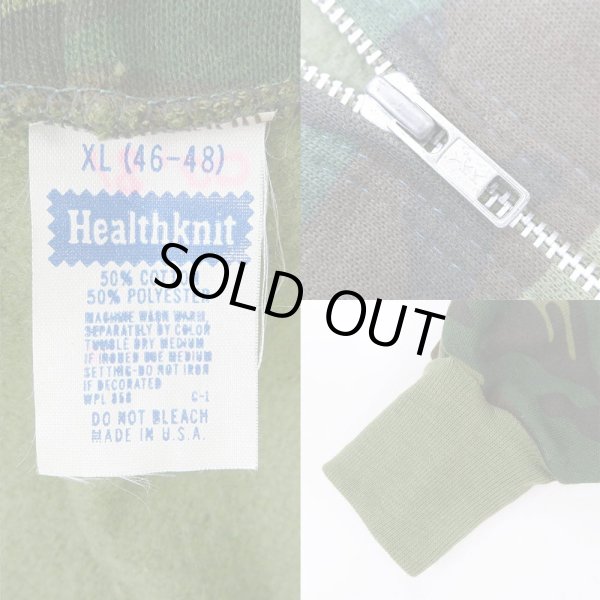 XL (46-48)
Healthknit
50% COTTON
50% POLYESTER
MACHINE WASH WARM,
SEPARATELY BY COLOR
TUMBLE DRY MEDIUM
IF IRONED USE MEDIUM
SETTING-DO NOT IRON
IF DECORATED
WPL 858 C-1
DO NOT BLEACH
MADE IN U.S.A.
SOLD OUT